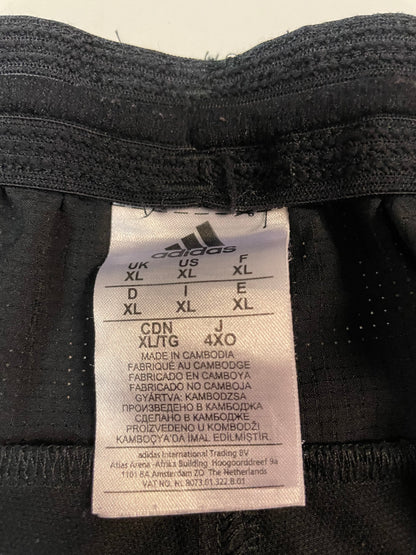 adidas
UK US F
XL XL XL
D I E
XL XL XL
CDN J
XL/TG 4XO
MADE IN CAMBODIA
FABRIQUÉ AU CAMBODGE
FABRICADO EN CAMBOYA
FABRICADO NO CAMBOJA
GYÁRTVA: KAMBODZSA
ПРОИЗВЕДЕНО В КАМБОДЖА
СДЕЛАНО В КАМБОДЖЕ
PROIZVEDENO U KOMBODŽI
KAMBOÇYA'DA İMAL EDİLMİŞTİR.
adidas International Trading BV
Atlas Arena -Afrika Building Hoogoorddreef 9a
1101 BA Amsterdam ZO The Netherlands
VAT NO. NL 8073.01.322.B.01